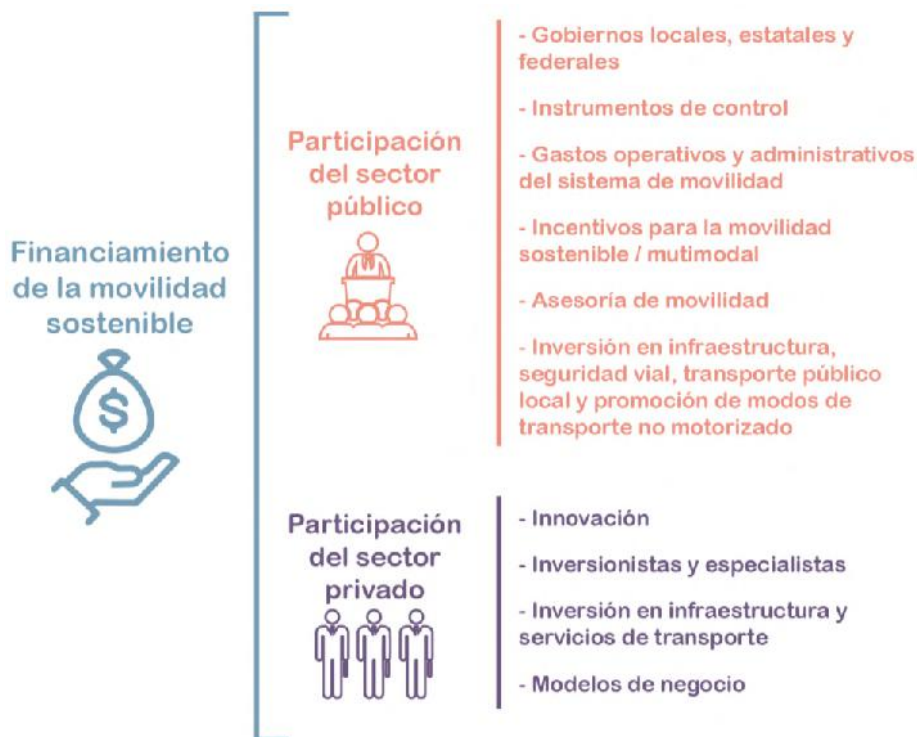 Financiamiento
de la movilidad
sostenible
$
Participación
del sector
público
- Gobiernos locales, estatales y
federales
- Instrumentos de control
- Gastos operativos y administrativos
del sistema de movilidad
- Incentivos para la movilidad
sostenible / mutimodal
- Asesoría de movilidad
- Inversión en infraestructura,
seguridad vial, transporte público
local y promoción de modos de
transporte no motorizado
Participación
del sector
privado
- Innovación
- Inversionistas y especialistas
- Inversión en infraestructura y
servicios de transporte
- Modelos de negocio